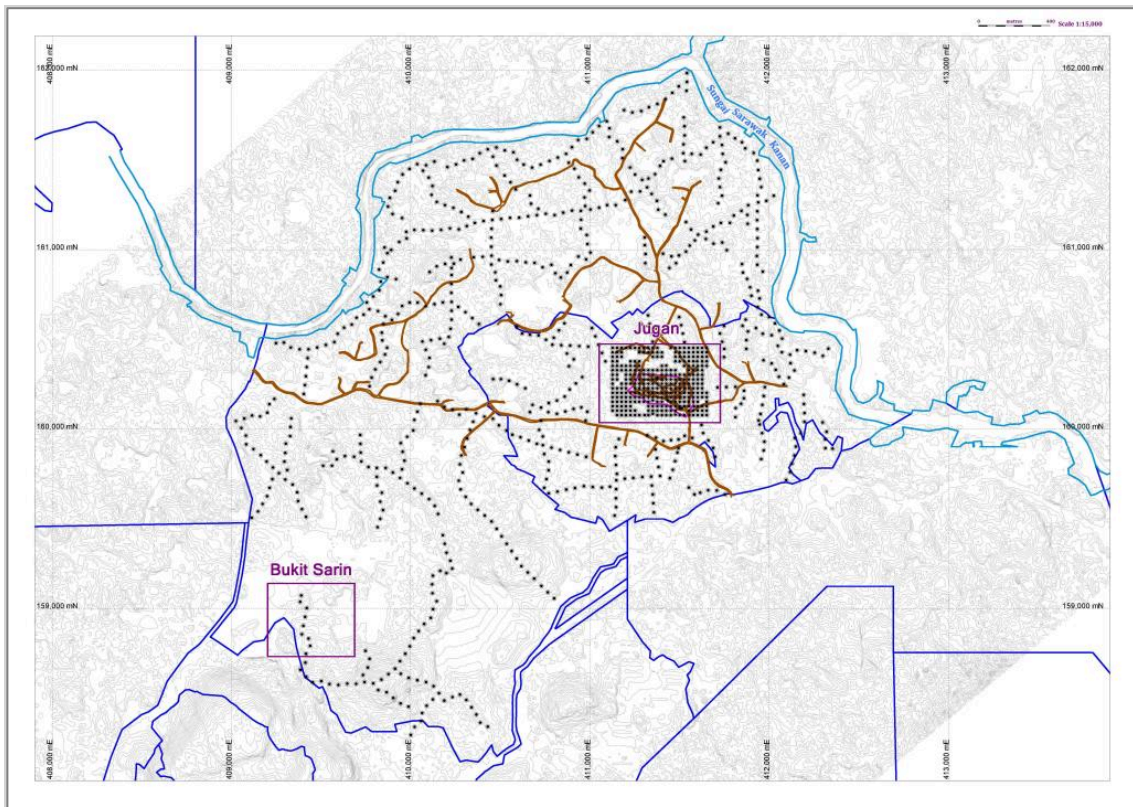 0 metres 400 Scale 1:15,000
408,000 mE
409,000 mE
410,000 mE
411,000 mE
412,000 mE
413,000 mE
162,000 mN
162,000 mN
Sungai Sarawak Kanan
161,000 mN
161,000 mN
Jugan
160,000 mN
160,000 mN
Bukit Sarin
159,000 mN
159,000 mN
408,000 mE
409,000 mE
410,000 mE
411,000 mE
412,000 mE
413,000 mE